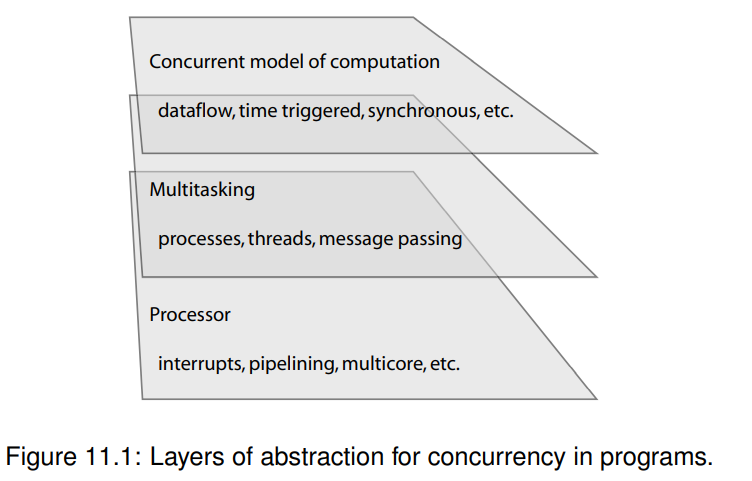 Concurrent model of computation
dataflow, time triggered, synchronous, etc.
Multitasking
processes, threads, message passing
Processor
interrupts, pipelining, multicore, etc.
Figure 11.1: Layers of abstraction for concurrency in programs.